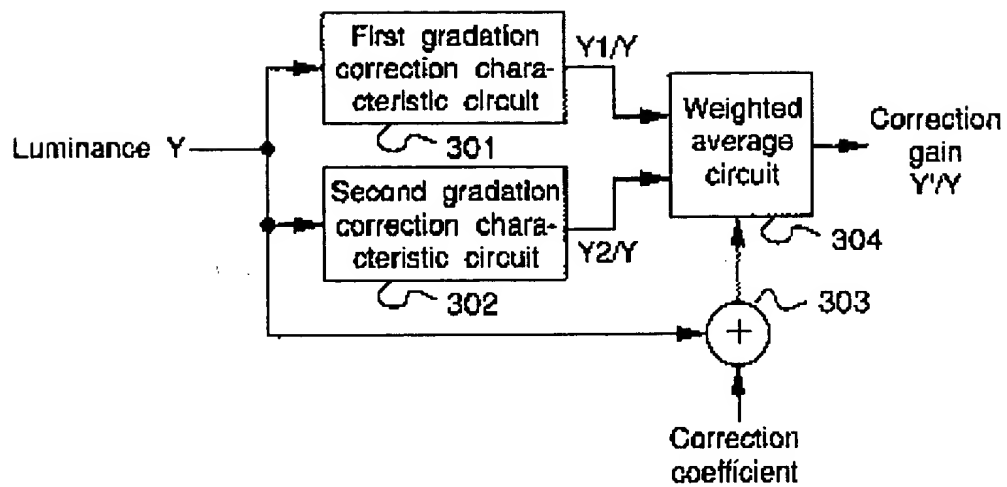 First gradation
correction chara-
cteristic circuit
Y1/Y
301
Luminance Y
Second gradation
correction chara-
cteristic circuit
Y2/Y
302
Weighted
average
circuit
304
Correction
gain
Y'/Y
303
+
Correction
coefficient